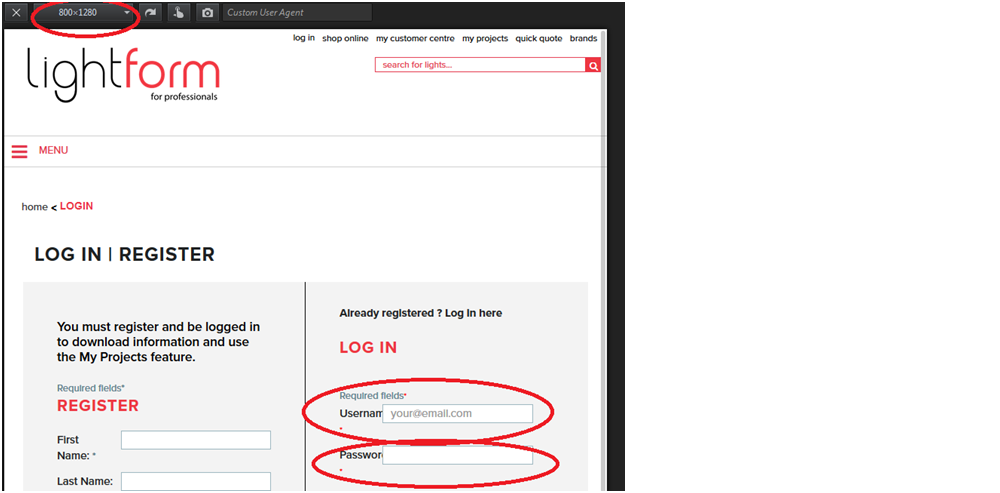 800×1280
Custom User Agent
log in shop online my customer centre my projects quick quote brands
lightform
for professionals
search for lights...
MENU
home < LOGIN
LOG IN | REGISTER
You must register and be logged in
to download information and use
the My Projects feature.
Required fields*
REGISTER
First
Name: *
Last Name:
Already registered ? Log in here
LOG IN
Required fields*
Usernam your@email.com
*
Passwor
*